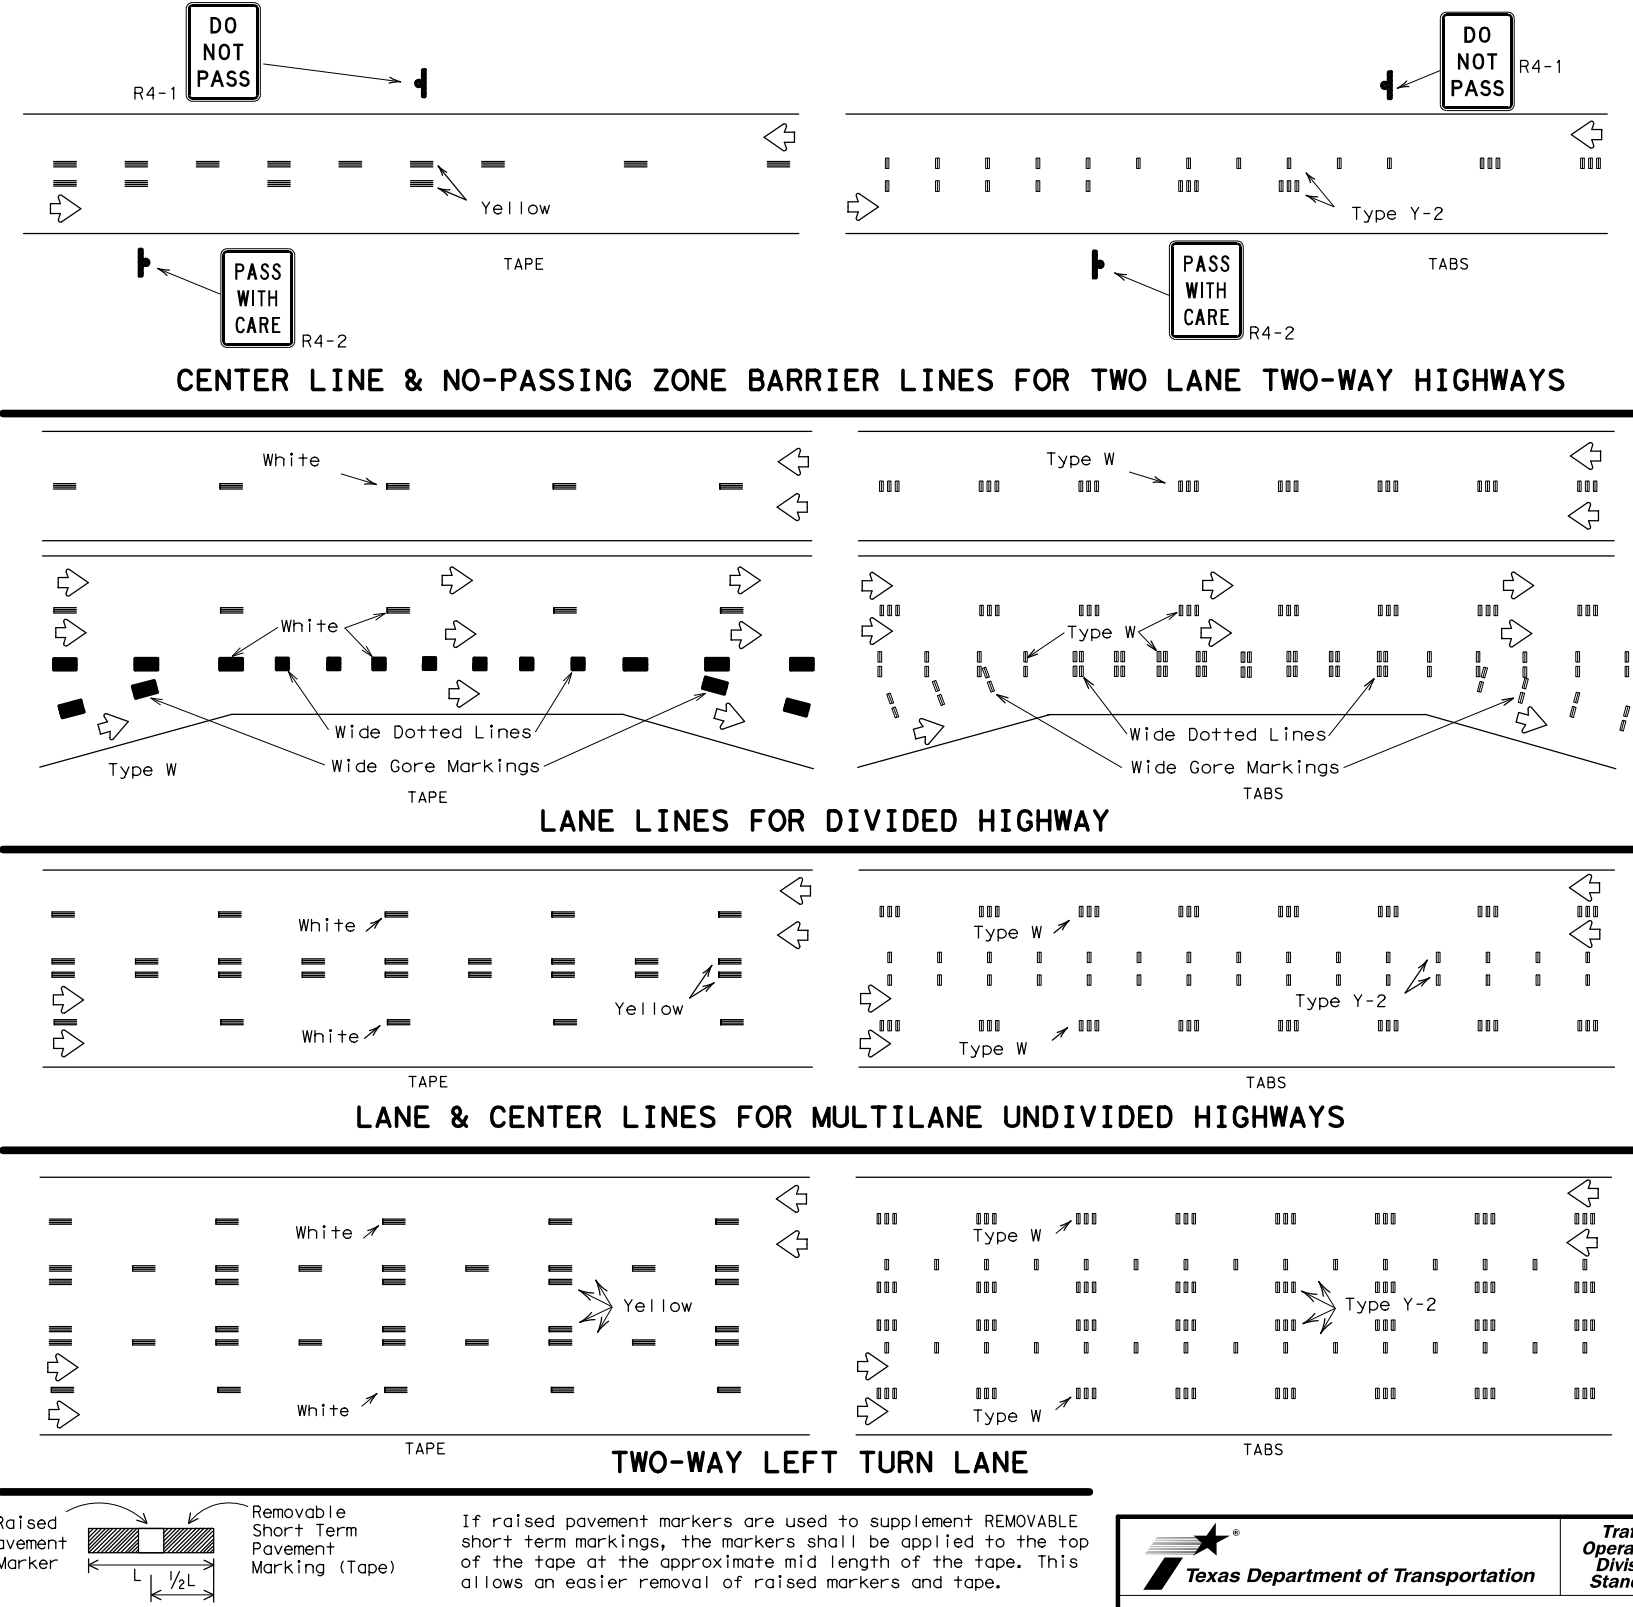 DO
NOT
PASS
R4-1
DO
NOT
PASS
R4-1
Yellow
Type Y-2
TAPE
TABS
PASS
WITH
CARE
R4-2
PASS
WITH
CARE
R4-2
CENTER LINE & NO-PASSING ZONE BARRIER LINES FOR TWO LANE TWO-WAY HIGHWAYS
White
Type W
White
Type W
Wide Dotted Lines
Wide Dotted Lines
Type W
Wide Gore Markings
Wide Gore Markings
TAPE
TABS
LANE LINES FOR DIVIDED HIGHWAY
White
Type W
Yellow
Type Y-2
White
Type W
TAPE
TABS
LANE & CENTER LINES FOR MULTILANE UNDIVIDED HIGHWAYS
White
Type W
Yellow
Type Y-2
White
Type W
TAPE
TABS
TWO-WAY LEFT TURN LANE
Raised
avement
Marker
L
1/2L
Removable
Short Term
Pavement
Marking (Tape)
If raised pavement markers are used to supplement REMOVABLE
short term markings, the markers shall be applied to the top
of the tape at the approximate mid length of the tape. This
allows an easier removal of raised markers and tape.
®
Texas Department of Transportation
Traf
Opera
Divis
Stan